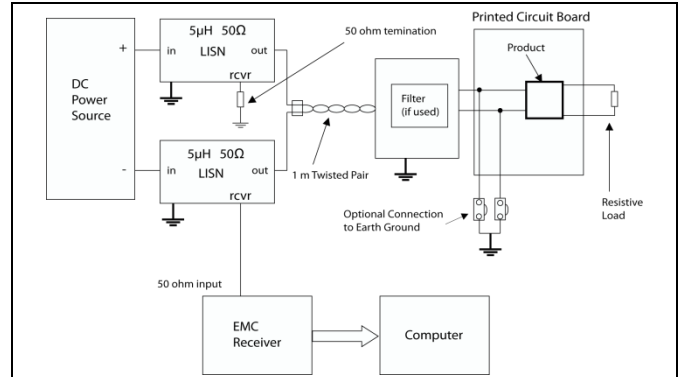 Printed Circuit Board
5μH 50Ω
in
out
LISN
rcvr
+
50 ohm temination
Product
DC
Power
Source
Filter
(if used)
-
5μH 50Ω
in
out
LISN
rcvr
1 m Twisted Pair
Optional Connection
to Earth Ground
Resistive
Load
50 ohm input
EMC
Receiver
Computer